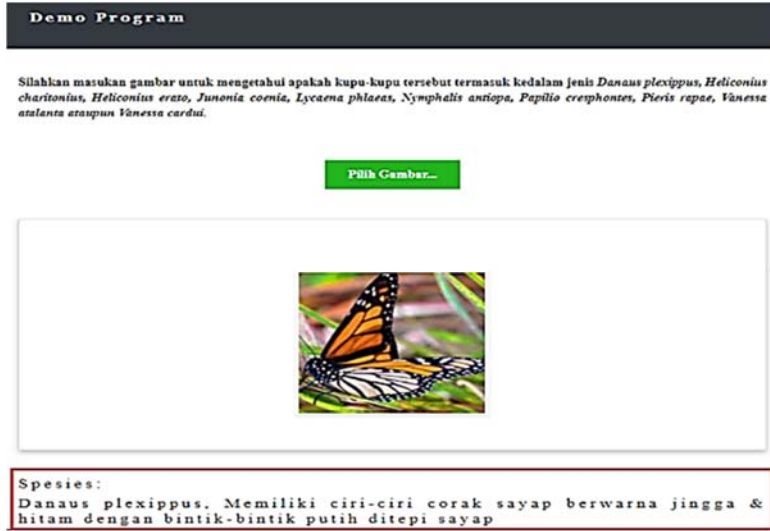 Demo Program
Silahkan masukan gambar untuk mengetahui apakah kupu-kupu tersebut termasuk kedalam jenis Danaus plexippus, Heliconius
charitonius, Heliconius erato, Junonia coenia, Lycaena phlaeas, Nymphalis antiopa, Papilio cresphontes, Pieris rapae, Vanessa
atalanta ataupun Vanessa cardui.
Pilih Gambar...
Spesies:
Danaus plexippus, Memiliki ciri-ciri corak sayap berwarna jingga &
hitam dengan bintik-bintik putih ditepi sayap